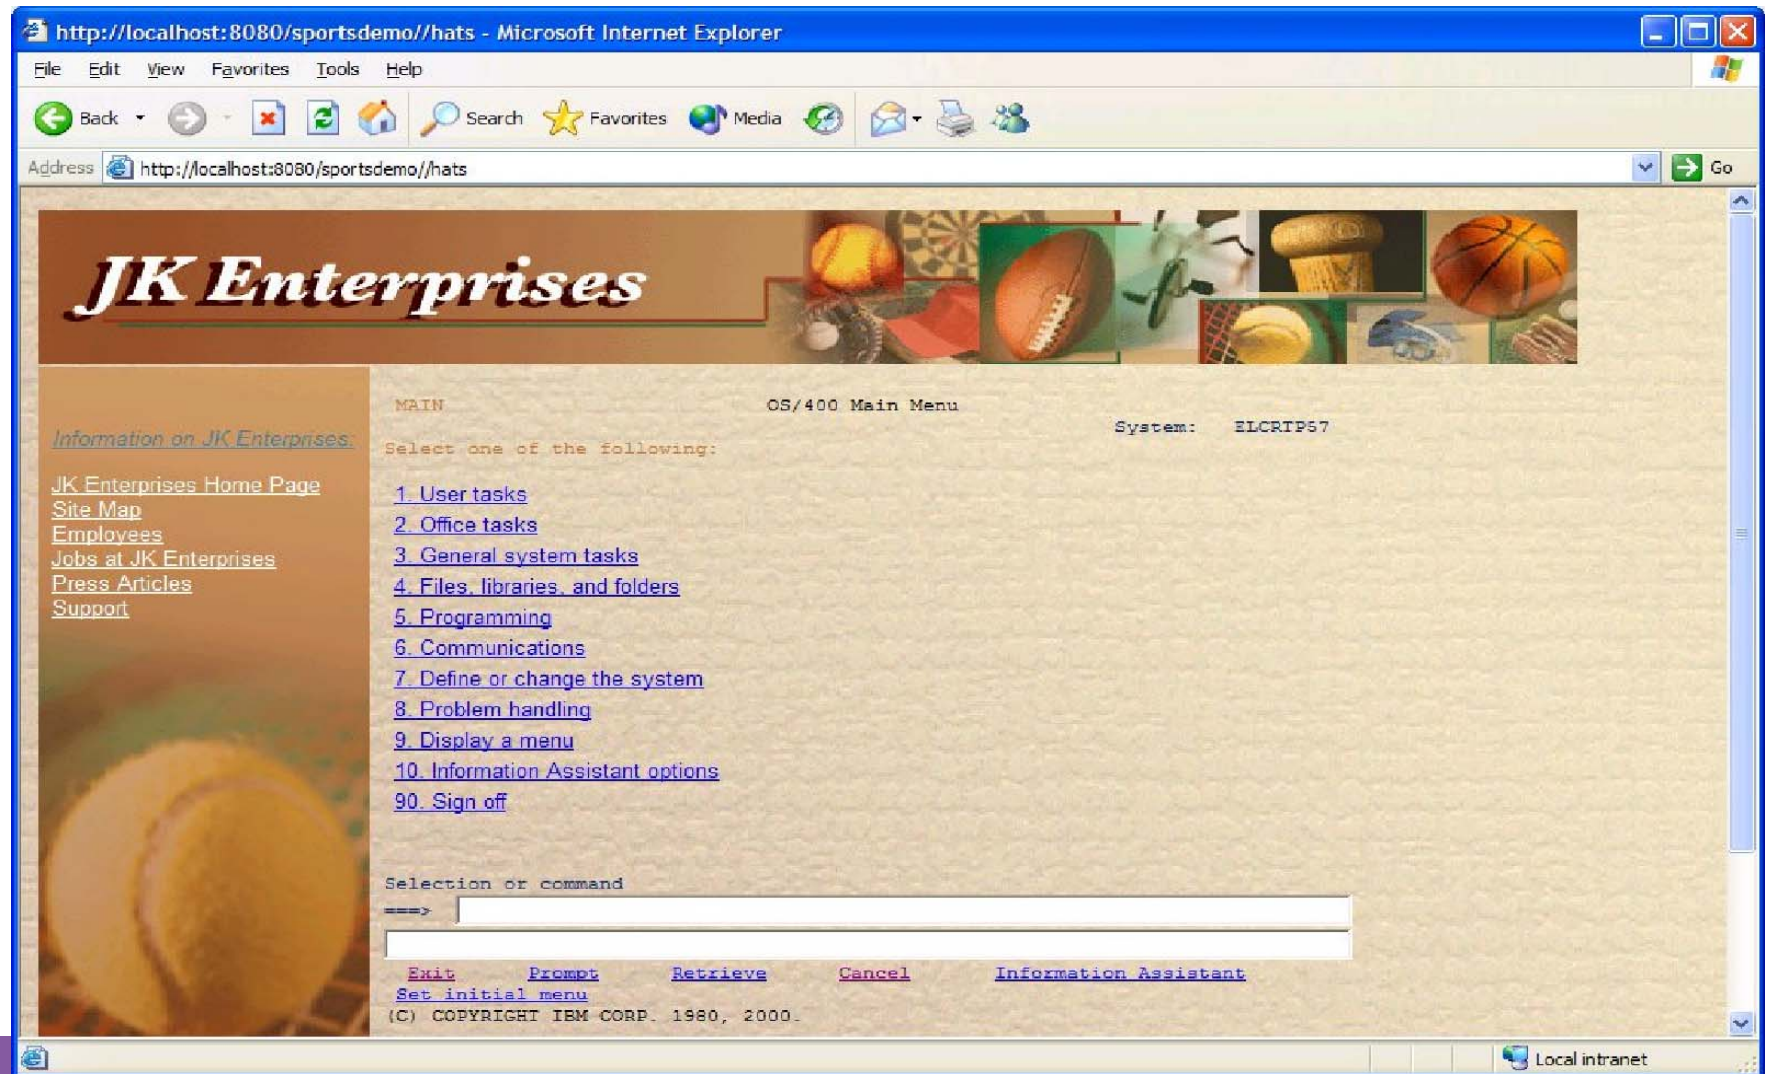 http://localhost:8080/sportsdemo//hats - Microsoft Internet Explorer
File Edit View Favorites Tools Help
Back Search Favorites Media
Address http://localhost:8080/sportsdemo//hats Go
JK Enterprises
MAIN OS/400 Main Menu
System: ELCRTP57
Information on JK Enterprises:
Select one of the following:
JK Enterprises Home Page
Site Map
Employees
Jobs at JK Enterprises
Press Articles
Support
1. User tasks
2. Office tasks
3. General system tasks
4. Files, libraries, and folders
5. Programming
6. Communications
7. Define or change the system
8. Problem handling
9. Display a menu
10. Information Assistant options
90. Sign off
Selection or command
===>
Exit Prompt Retrieve Cancel Information Assistant
Set initial menu
(C) COPYRIGHT IBM CORP. 1980, 2000.
Local intranet